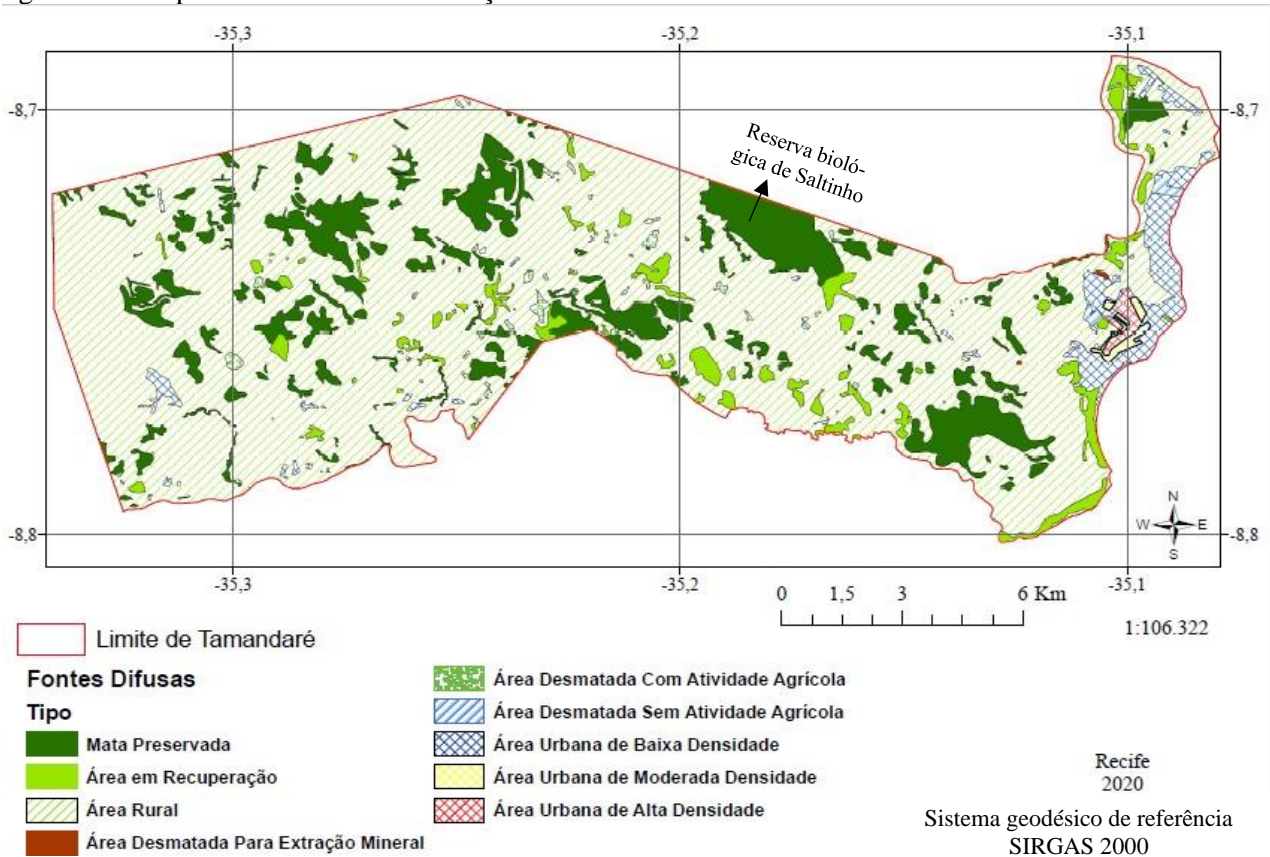 -35,3
-35,2
-35,1
-8,7
-8,7
Reserva bioló-
gica de Saltinho
N
W E
S
-8,8
-8,8
-35,3
-35,2
-35,1
0 1,5 3 6 Km
1:106.322
Limite de Tamandaré
Fontes Difusas
Tipo
Mata Preservada
Área em Recuperação
Área Rural
Área Desmatada Para Extração Mineral
Área Desmatada Com Atividade Agrícola
Área Desmatada Sem Atividade Agrícola
Área Urbana de Baixa Densidade
Área Urbana de Moderada Densidade
Área Urbana de Alta Densidade
Recife
2020
Sistema geodésico de referência
SIRGAS 2000